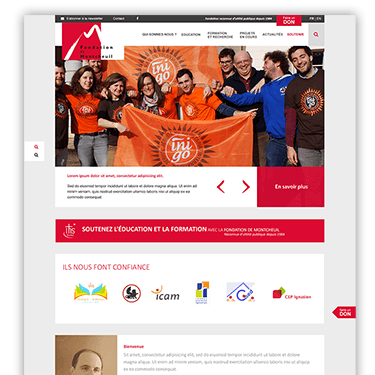 S'abonner à la newsletter
Contact
Fondation reconnue d'utilité publique depuis 1984
Faire un
DON
FR | EN
Fondation
de
Montcheuil
QUI SOMMES-NOUS ?
EDUCATION
FORMATION
ET RECHERCHE
PROJETS
EN COURS
ACTUALITÉS
SOUTENIR
inigo
inigo
Lorem ipsum dolor sit amet, consectetur adipisicing elit.
Sed do eiusmod tempor incididunt ut labore et dolore magna aliqua. Ut enim ad
minim veniam, quis nostrud exercitation ullamco laboris nisi ut aliquip ex ea
commodo consequat.
En savoir plus
SOUTENEZ L'ÉDUCATION ET LA FORMATION AVEC LA FONDATION DE MONTCHEUIL
Reconnue d'utilité publique depuis 1984
ILS NOUS FONT CONFIANCE
icam
CEP Ignatien
Faire un
DON
Bienvenue
Sit amet, consectetur adipisicing elit, sed do eiusmod tempor incididunt ut labore et dolore
magna aliqua. Ut enim ad minim veniam, quis nostrud exercitation ullamco laboris nisi ut
aliquip ex ea commodo consequat.